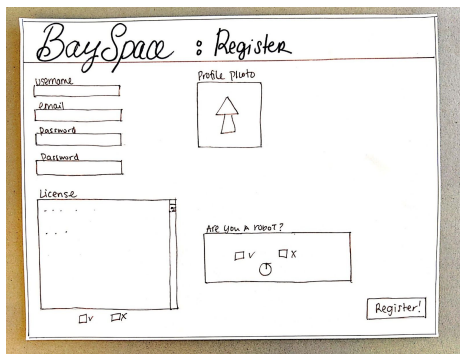 BaySpace : Register
username
Profile Photo
email
Password
Password
License
Are you a robot?
V X
V X
Register!